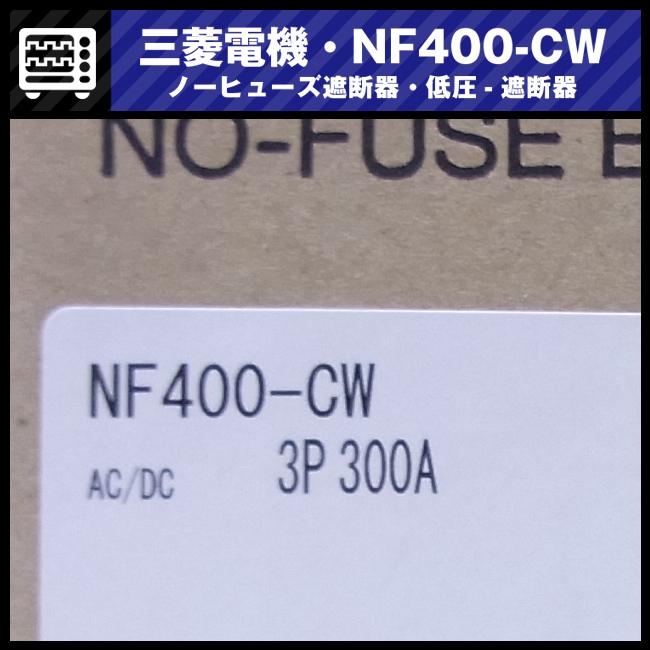 三菱電機・NF400-CW
ノーヒューズ遮断器・低圧 - 遮断器
NO-FUSE
NF400-CW
AC/DC 3P 300A